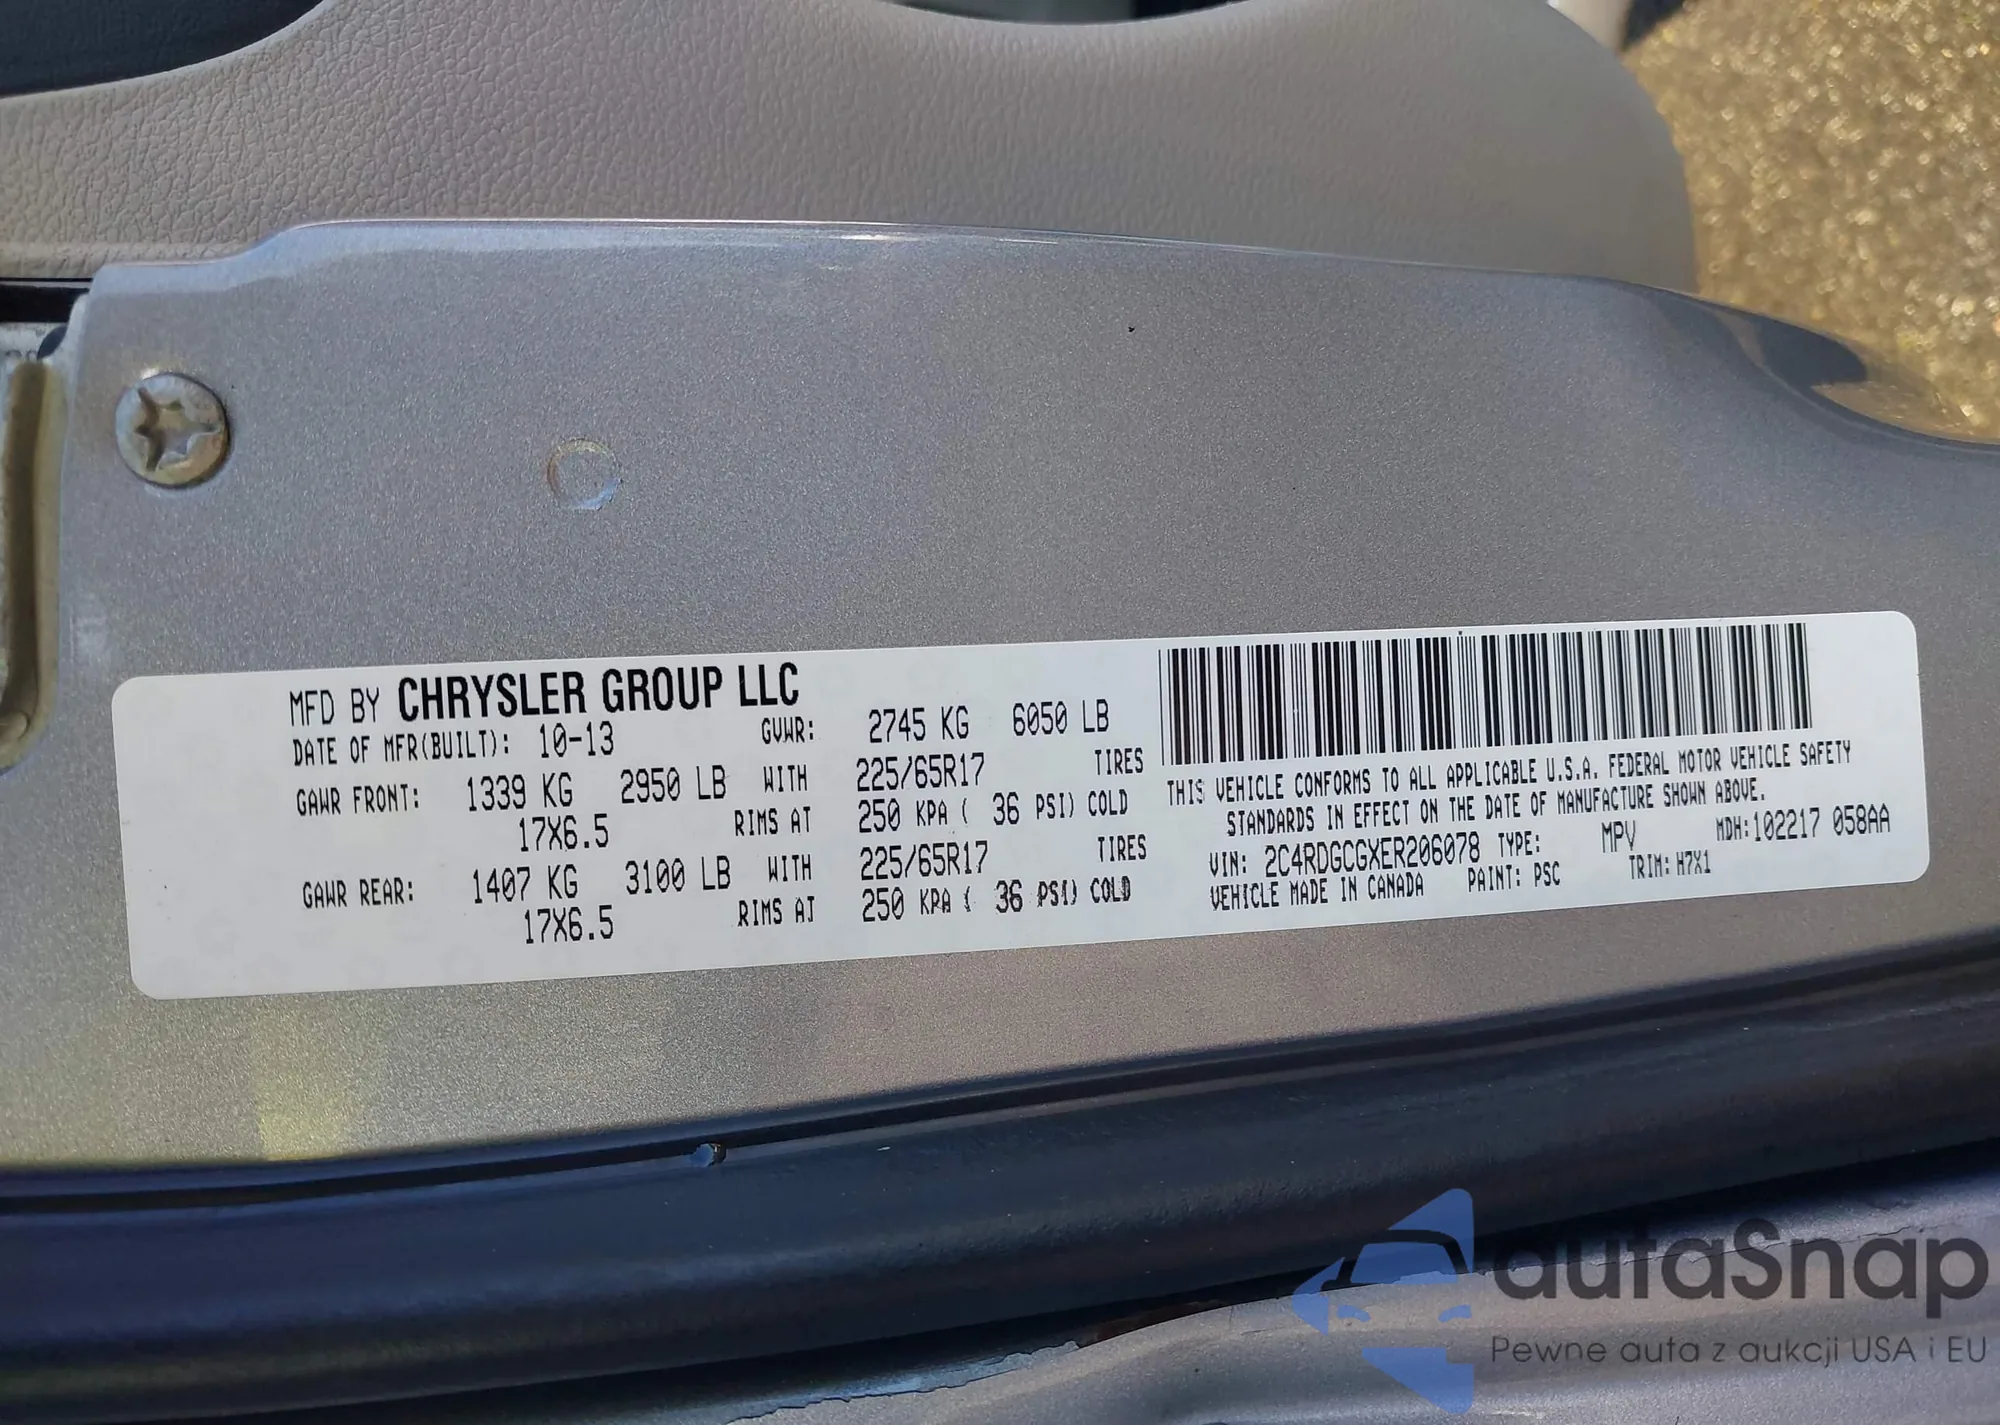 MFD BY CHRYSLER GROUP LLC
DATE OF MFR(BUILT): 10-13 GVWR: 2745 KG 6050 LB
GAWR FRONT: 1339 KG 2950 LB WITH 225/65R17 TIRES
17X6.5 RIMS AT 250 KPA ( 36 PSI) COLD
GAWR REAR: 1407 KG 3100 LB WITH 225/65R17 TIRES
17X6.5 RIMS AT 250 KPA ( 36 PSI) COLD
THIS VEHICLE CONFORMS TO ALL APPLICABLE U.S.A. FEDERAL MOTOR VEHICLE SAFETY
STANDARDS IN EFFECT ON THE DATE OF MANUFACTURE SHOWN ABOVE.
VIN: 2C4RDGCGXER206078 TYPE: MPV MDH:102217 058AA
VEHICLE MADE IN CANADA PAINT: PSC TRIM: H7X1
autaSnap
Pewne auta z aukcji USA i EU